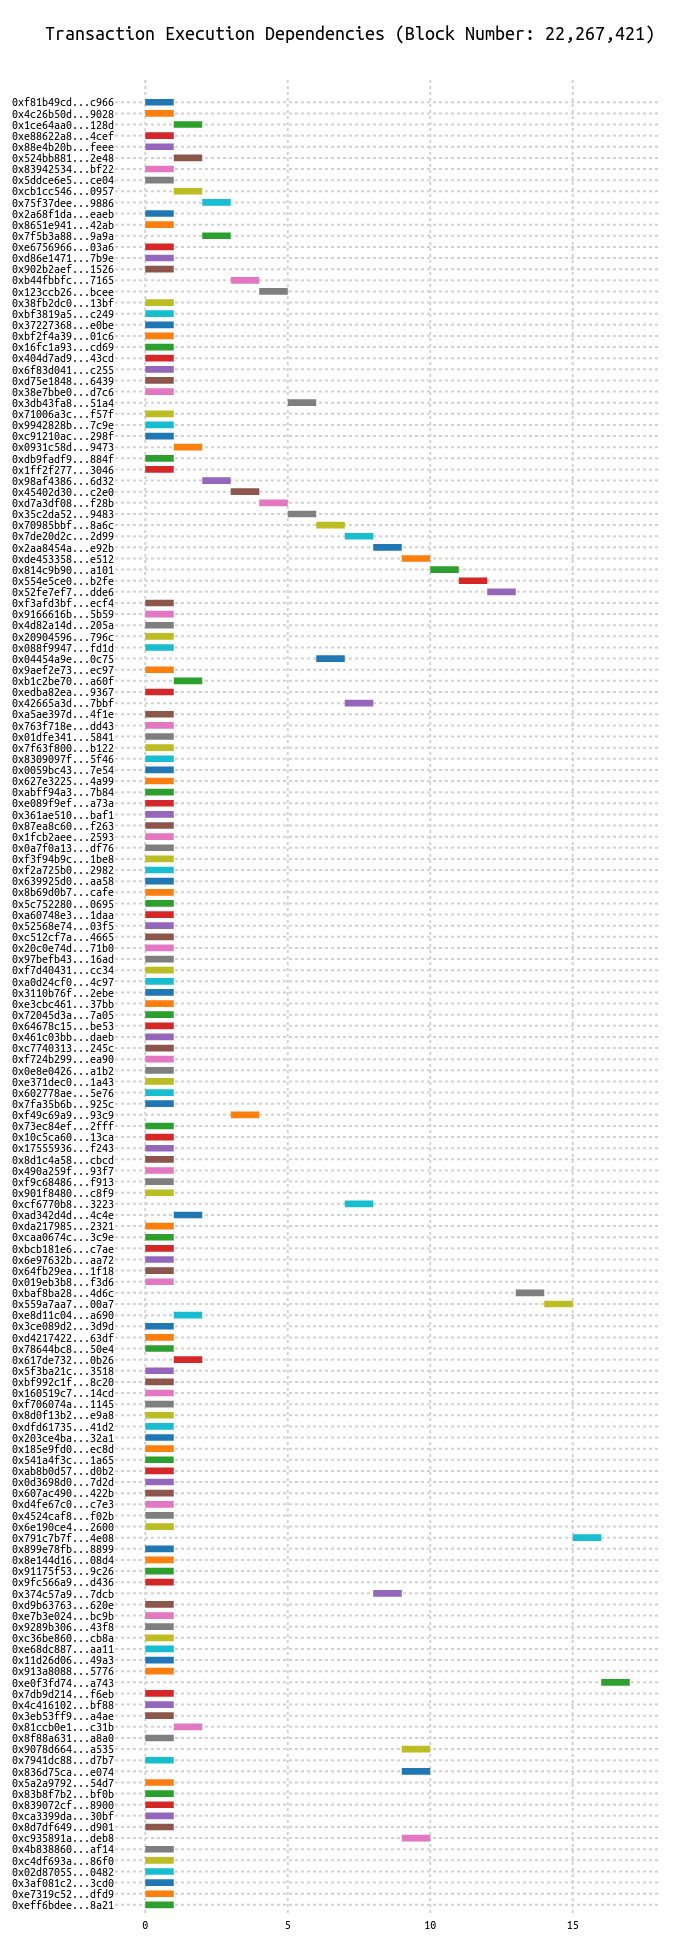 Transaction Execution Dependencies (Block Number: 22,267,421)
0xf81b49cd...c966
0x4c26b50d...9028
0x1ce64aa0...128d
0xe88622a8...4cef
0x88e4b20b...feee
0x524bb881...2e48
0x83942534...bf22
0x5ddce6e5...ce04
0xcb1cc546...0957
0x75f37dee...9886
0x2a68f1da...eaeb
0x8651e941...42ab
0x7f5b3a88...9a9a
0xe6756966...03a6
0xd86e1471...7b9e
0x902b2aef...1526
0xb44fbbfc...7165
0x123ccb26...bcee
0x38fb2dc0...13bf
0xbf3819a5...c249
0x37227368...e0be
0xbf2f4a39...01c6
0x16fc1a93...cd69
0x404d7ad9...43cd
0x6f83d041...c255
0xd75e1848...6439
0x38e7bbe0...d7c6
0x3db43fa8...51a4
0x71006a3c...f57f
0x9942828b...7c9e
0xc91210ac...298f
0x0931c58d...9473
0xdb9fadf9...884f
0x1ff2f277...3046
0x98af4386...6d32
0x45402d30...c2e0
0xd7a3df08...f28b
0x35c2da52...9483
0x70985bbf...8a6c
0x7de20d2c...2d99
0x2aa8454a...e92b
0xde453358...e512
0x814c9b90...a101
0x554e5ce0...b2fe
0x52fe7ef7...dde6
0xf3afd3bf...ecf4
0x9166616b...5b59
0x4d82a14d...205a
0x20904596...796c
0x088f9947...fd1d
0x04454a9e...0c75
0x9aef2e73...ec97
0xb1c2be70...a60f
0xedba82ea...9367
0x42665a3d...7bbf
0xa5ae397d...4f1e
0x763f718e...dd43
0x01dfe341...5841
0x7f63f800...b122
0x8309097f...5f46
0x0059bc43...7e54
0x627e3225...4a99
0xabff94a3...7b84
0xe089f9ef...a73a
0x361ae510...baf1
0x87ea8c60...f263
0x1fcb2aee...2593
0x0a7f0a13...df76
0xf3f94b9c...1be8
0xf2a725b0...2982
0x639925d0...aa58
0x8b69d0b7...cafe
0x5c752280...0695
0xa60748e3...1daa
0x52568e74...03f5
0xc512cf7a...4665
0x20c0e74d...71b0
0x97befb43...16ad
0xf7d40431...cc34
0xa0d24cf0...4c97
0x3110b76f...2ebe
0xe3cbc461...37bb
0x72045d3a...7a05
0x64678c15...be53
0x461c03bb...daeb
0xc7740313...245c
0xf724b299...ea90
0x0e8e0426...a1b2
0xe371dec0...1a43
0x602778ae...5e76
0x7fa35b6b...925c
0xf49c69a9...93c9
0x73ec84ef...2fff
0x10c5ca60...13ca
0x17555936...f243
0x8d1c4a58...cbcd
0x490a259f...93f7
0xf9c68486...f913
0x901f8480...c8f9
0xcf6770b8...3223
0xad342d4d...4c4e
0xda217985...2321
0xcaa0674c...3c9e
0xbcb181e6...c7ae
0x6e97632b...aa72
0x64fb29ea...1f18
0x019eb3b8...f3d6
0xbaf8ba28...4d6c
0x559a7aa7...00a7
0xe8d11c04...a690
0x3ce089d2...3d9d
0xd4217422...63df
0x78644bc8...50e4
0x617de732...0b26
0x5f3ba21c...3518
0xbf992c1f...8c20
0x160519c7...14cd
0xf706074a...1145
0x8d0f13b2...e9a8
0xdfd61735...41d2
0x203ce4ba...32a1
0x185e9fd0...ec8d
0x541a4f3c...1a65
0xab8b0d57...d0b2
0x0d3698d0...7d2d
0x607ac490...422b
0xd4fe67c0...c7e3
0x4524caf8...f02b
0x6e190ce4...2600
0x791c7b7f...4e08
0x899e78fb...8899
0x8e144d16...08d4
0x91175f53...9c26
0x9fc566a9...d436
0x374c57a9...7dcb
0xd9b63763...620e
0xe7b3e024...bc9b
0x9289b306...43f8
0xc36be860...cb8a
0xe68dc887...aa11
0x11d26d06...49a3
0x913a8088...5776
0xe0f3fd74...a743
0x7db9d214...f6eb
0x4c416102...bf88
0x3eb53ff9...a4ae
0x81ccb0e1...c31b
0x8f88a631...a8a0
0x9078d664...a535
0x7941dc88...d7b7
0x836d75ca...e074
0x5a2a9792...54d7
0x83b8f7b2...bf0b
0x839072cf...8900
0xca3399da...30bf
0x8d7df649...d901
0xc935891a...deb8
0x4b838860...af14
0xc4df693a...86f0
0x02d87055...0482
0x3af081c2...3cd0
0xe7319c52...dfd9
0xeff6bdee...8a21
0 5 10 15